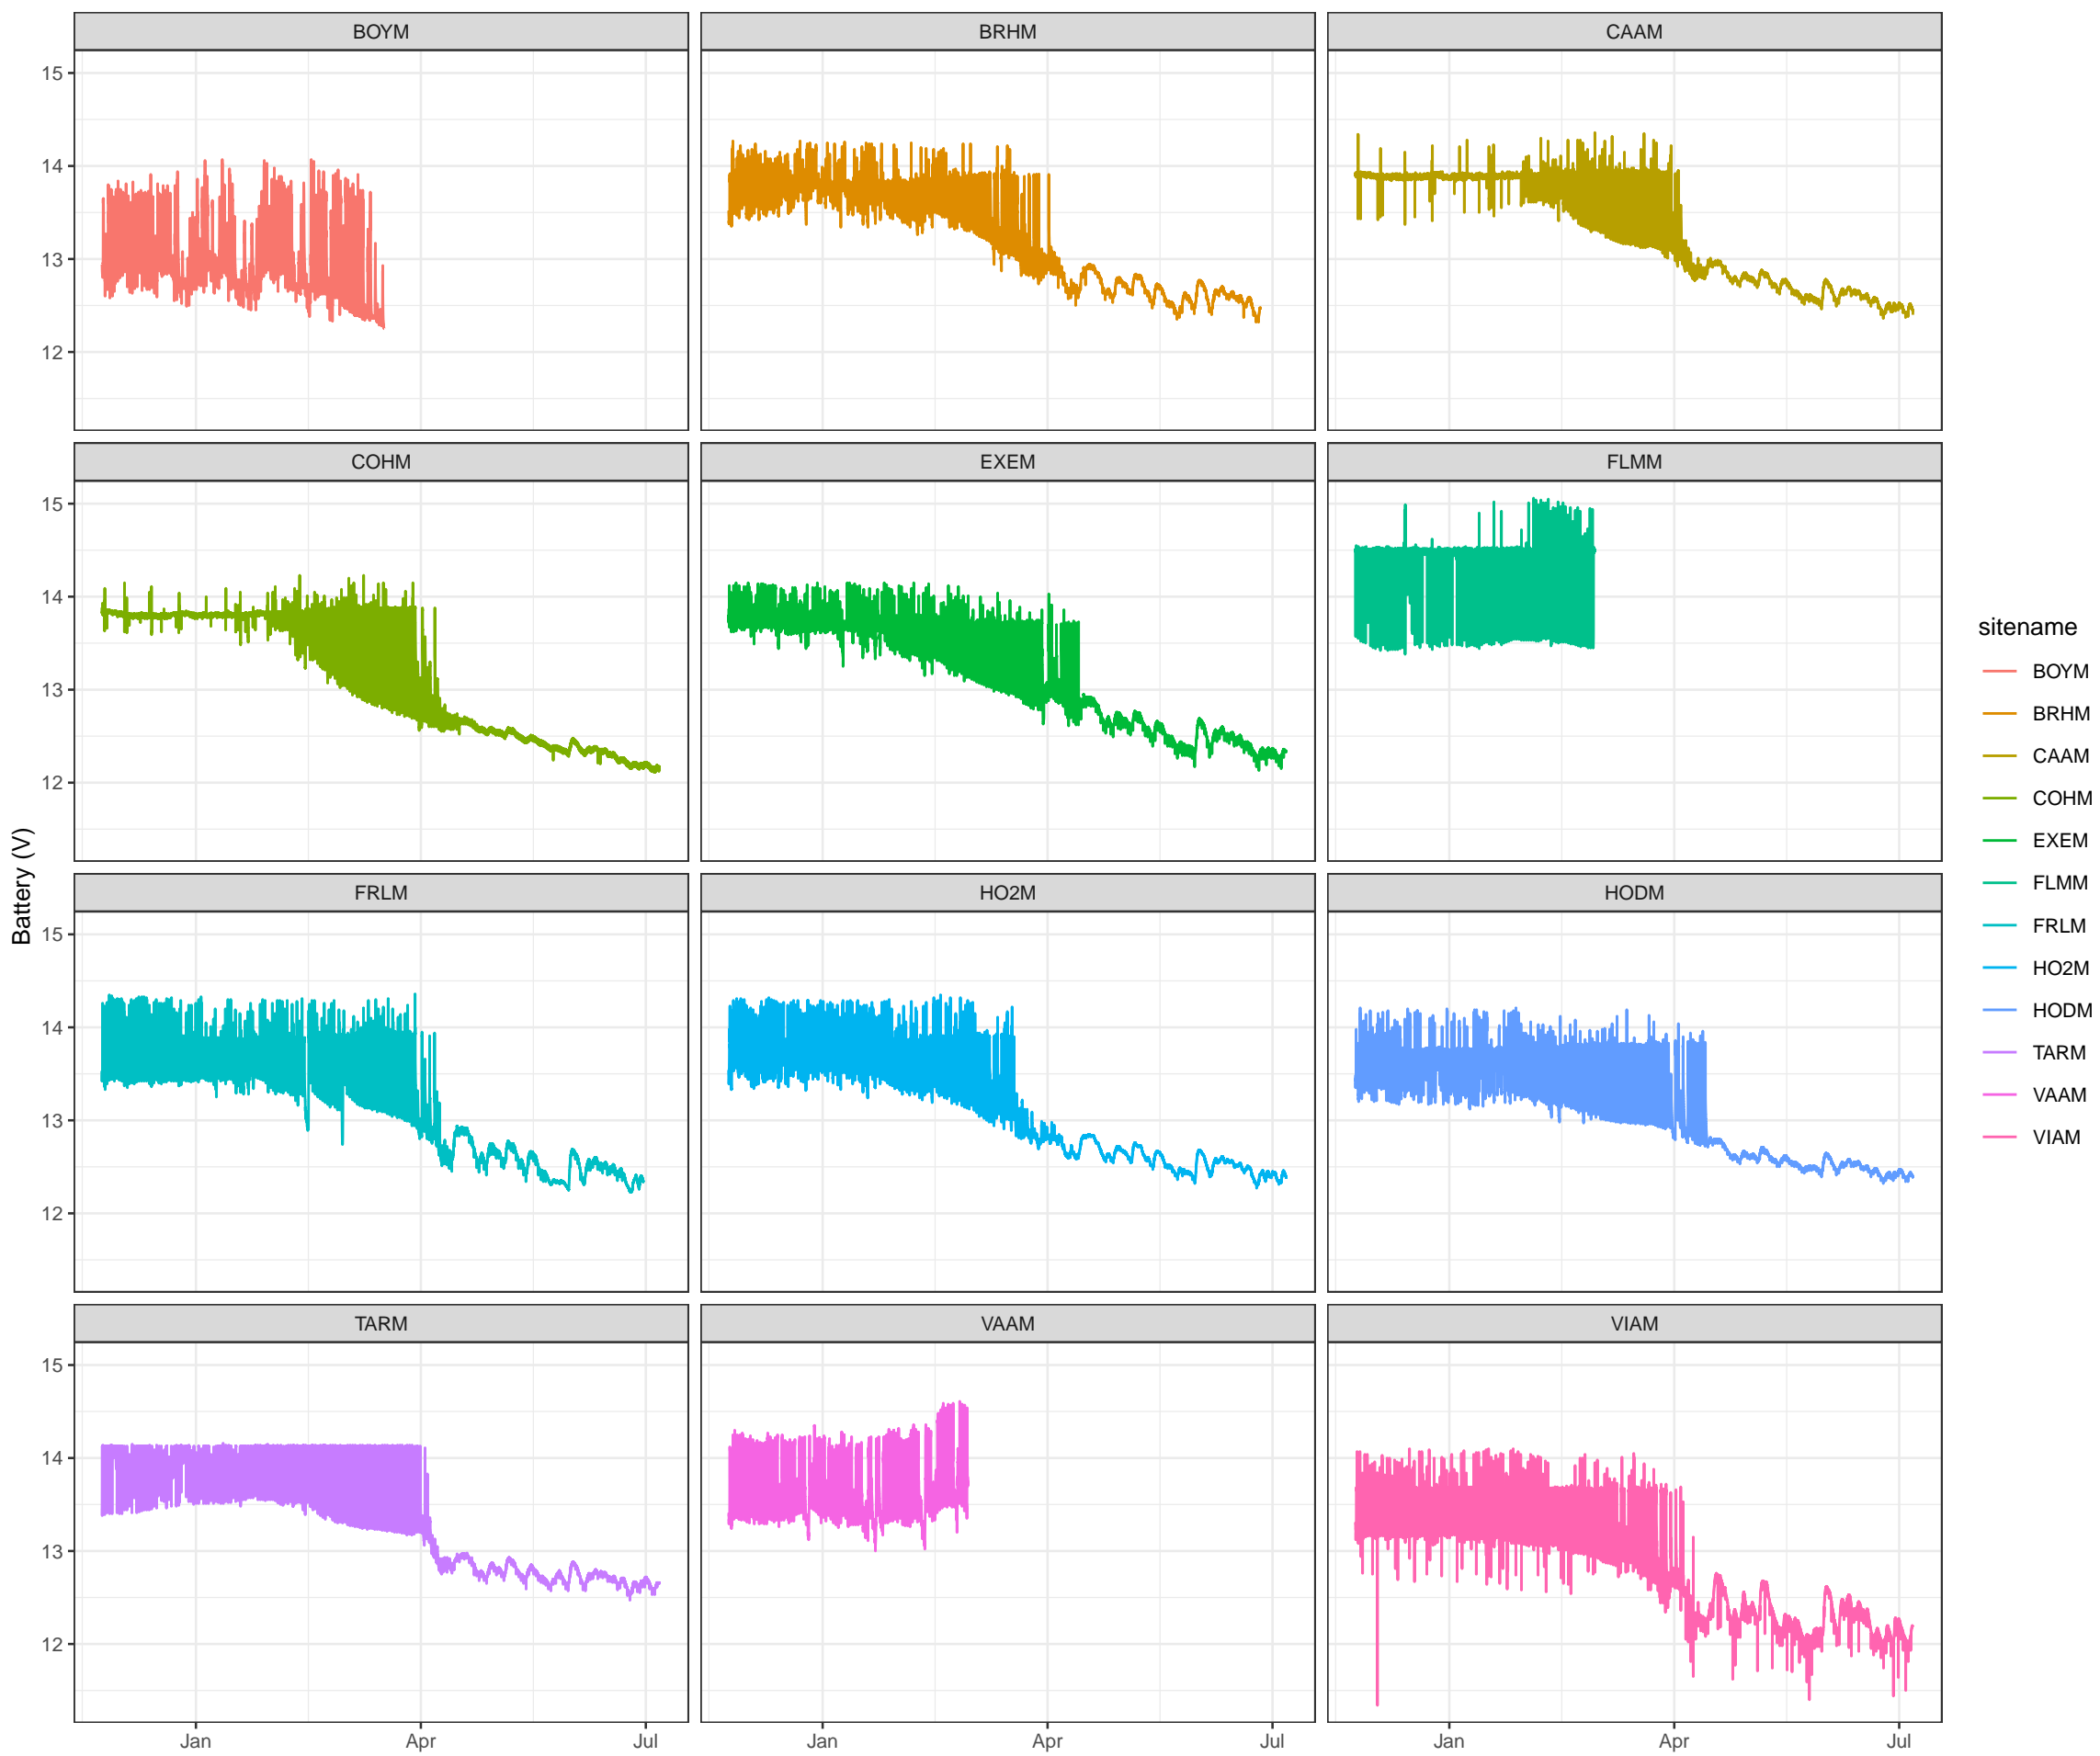 BOYM BRHM CAAM
15
14
13
12
COHM EXEM FLMM
15
14
13
12
FRLM HO2M HODM
15
14
13
12
TARM VAAM VIAM
15
14
13
12
Jan Apr Jul Jan Apr Jul Jan Apr Jul
Battery (V)
sitename
BOYM
BRHM
CAAM
COHM
EXEM
FLMM
FRLM
HO2M
HODM
TARM
VAAM
VIAM